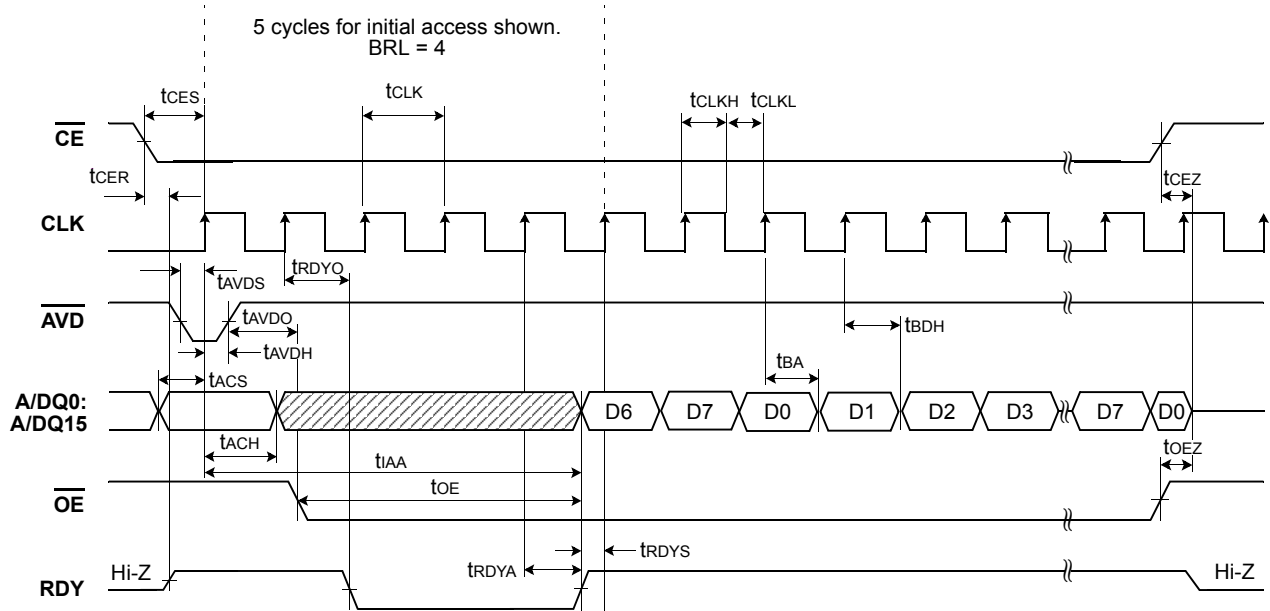 5 cycles for initial access shown.
BRL = 4
tCES
tCLK
tCLKH
tCLKL
CE
tCER
tCEZ
CLK
tRDYO
tAVDS
AVD
tAVDO
tAVDH
tBDH
tBA
tACS
A/DQ0:
A/DQ15
D6
D7
D0
D1
D2
D3
D7
D0
tACH
tIAA
tOEZ
tOE
OE
tRDYS
tRDYA
Hi-Z
RDY
Hi-Z